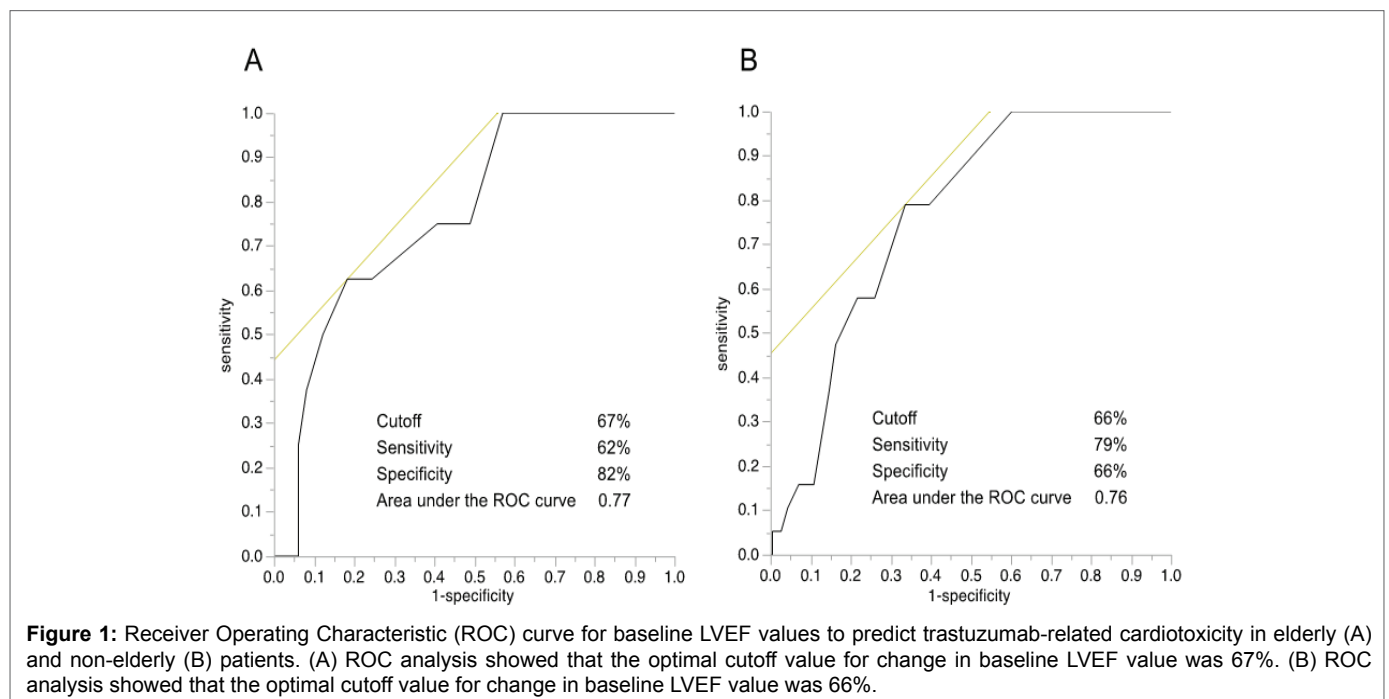 A
1.0
0.9
0.8
0.7
0.6
0.5
0.4
0.3
0.2
0.1
0.0
sensitivity
Cutoff 67%
Sensitivity 62%
Specificity 82%
Area under the ROC curve 0.77
0.0 0.1 0.2 0.3 0.4 0.5 0.6 0.7 0.8 0.9 1.0
1-specificity
B
1.0
0.9
0.8
0.7
0.6
0.5
0.4
0.3
0.2
0.1
0.0
sensitivity
Cutoff 66%
Sensitivity 79%
Specificity 66%
Area under the ROC curve 0.76
0.0 0.1 0.2 0.3 0.4 0.5 0.6 0.7 0.8 0.9 1.0
1-specificity
Figure 1: Receiver Operating Characteristic (ROC) curve for baseline LVEF values to predict trastuzumab-related cardiotoxicity in elderly (A)
and non-elderly (B) patients. (A) ROC analysis showed that the optimal cutoff value for change in baseline LVEF value was 67%. (B) ROC
analysis showed that the optimal cutoff value for change in baseline LVEF value was 66%.